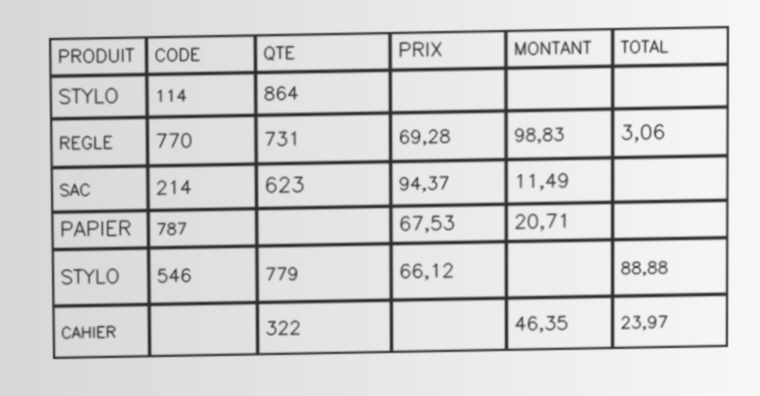 PRODUIT CODE QTE PRIX MONTANT TOTAL
STYLO 114 864
REGLE 770 731 69,28 98,83 3,06
SAC 214 623 94,37 11,49
PAPIER 787 67,53 20,71
STYLO 546 779 66,12 88,88
CAHIER 322 46,35 23,97